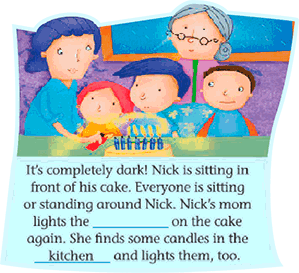 It's completely dark! Nick is sitting in
front of his cake. Everyone is sitting
or standing around Nick. Nick's mom
lights the ____________ on the cake
again. She finds some candles in the
kitchen and lights them, too.